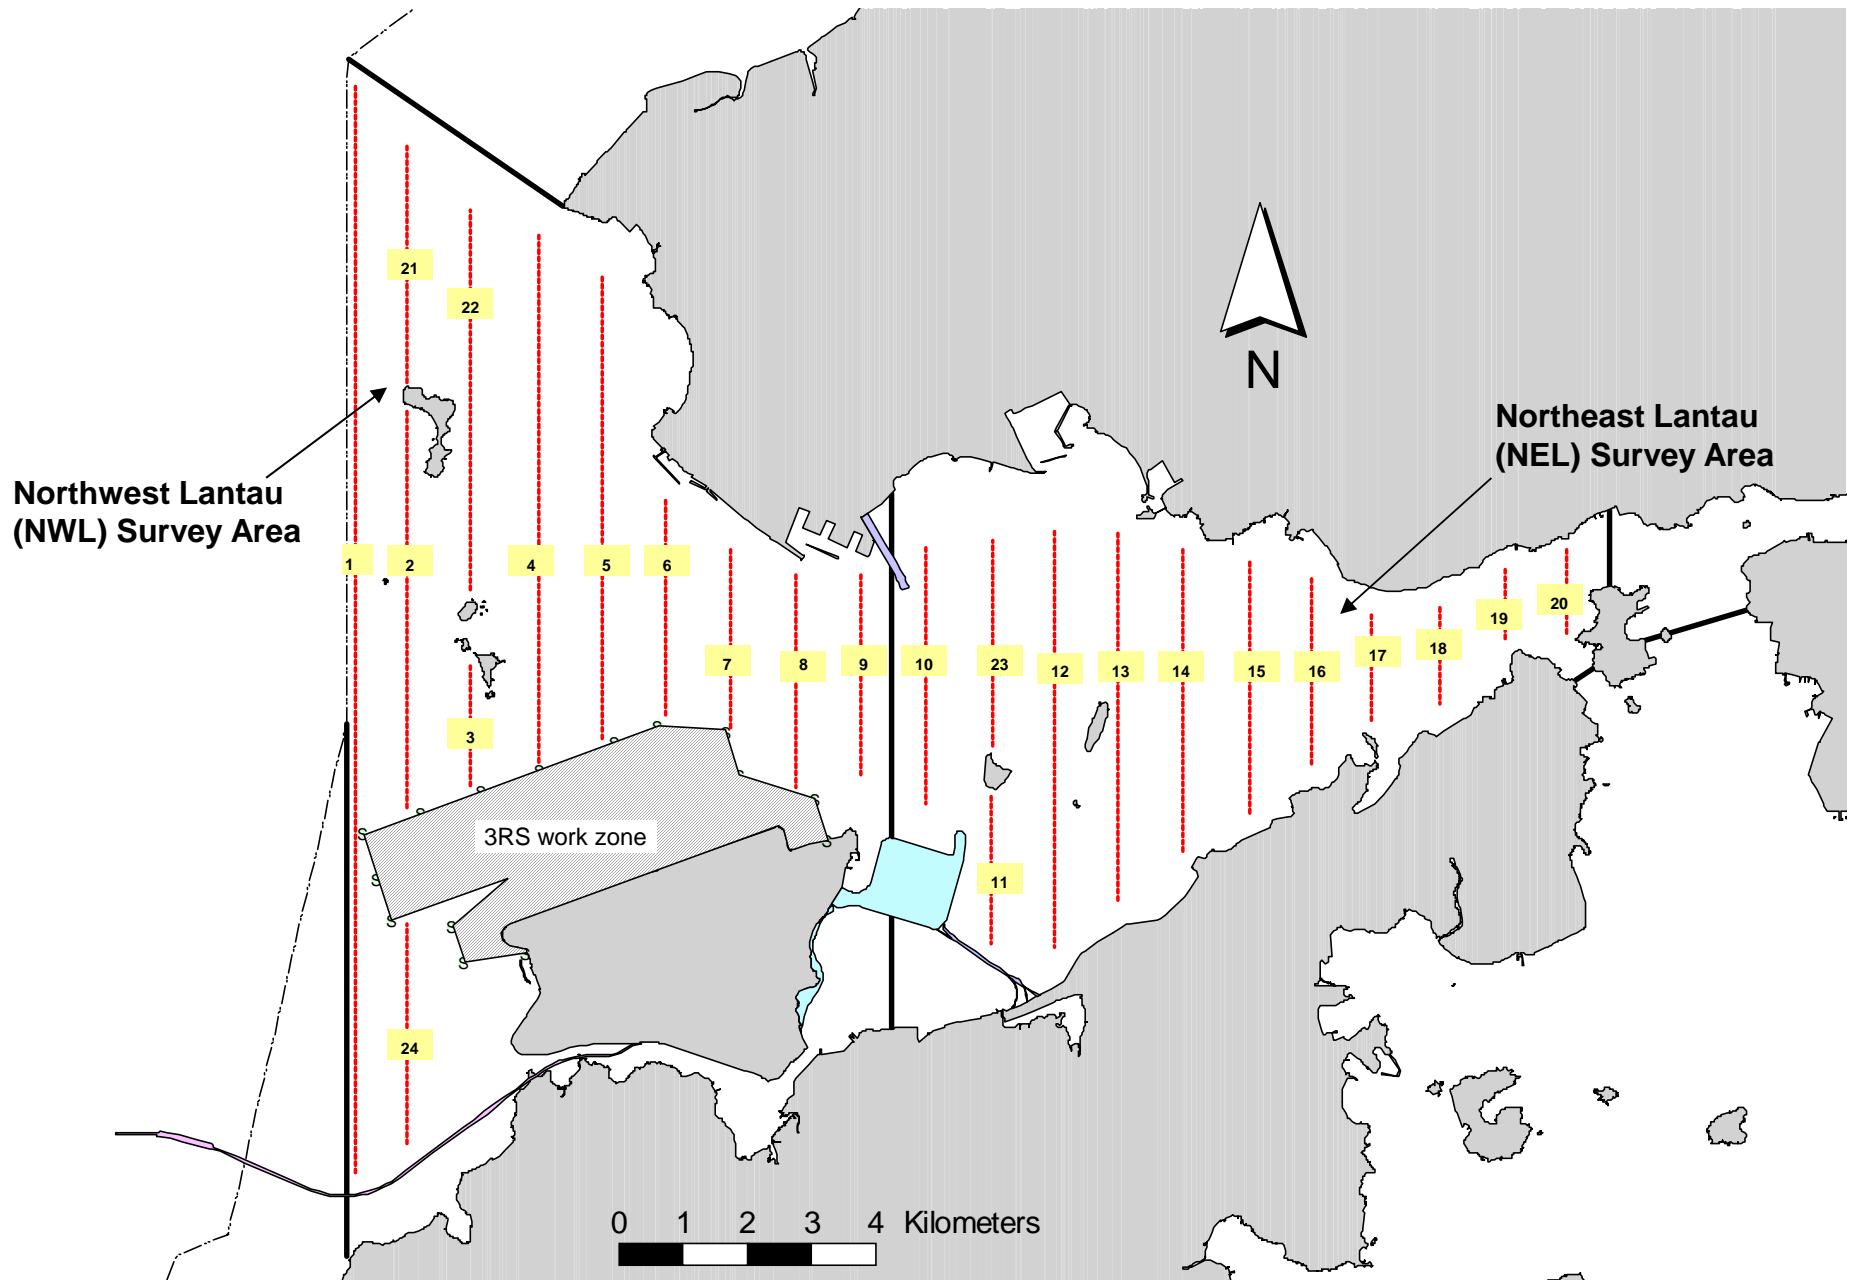 21
22
N
Northeast Lantau
(NEL) Survey Area
Northwest Lantau
(NWL) Survey Area
1
2
4
5
6
20
19
18
17
7
8
9
10
23
12
13
14
15
16
3
S
S
S
S
S
S
S
S
S
S
3RS work zone
S
S
11
S
S
S
S
24
0 1 2 3 4 Kilometers